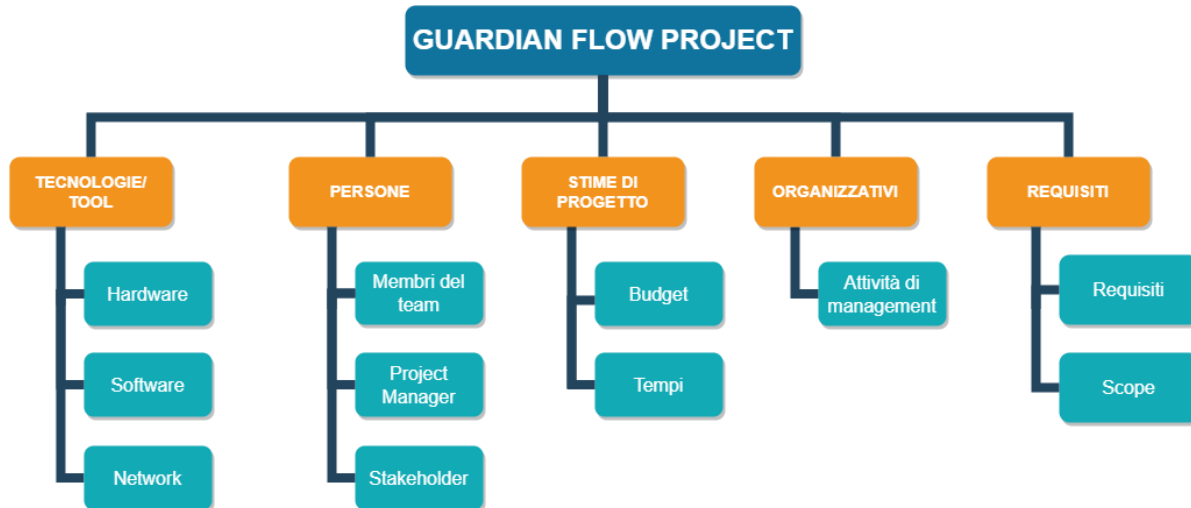 GUARDIAN FLOW PROJECT
TECNOLOGIE/
TOOL
Hardware
Software
Network
PERSONE
Membri del
team
Project
Manager
Stakeholder
STIME DI
PROGETTO
Budget
Tempi
ORGANIZZATIVI
Attività di
management
REQUISITI
Requisiti
Scope